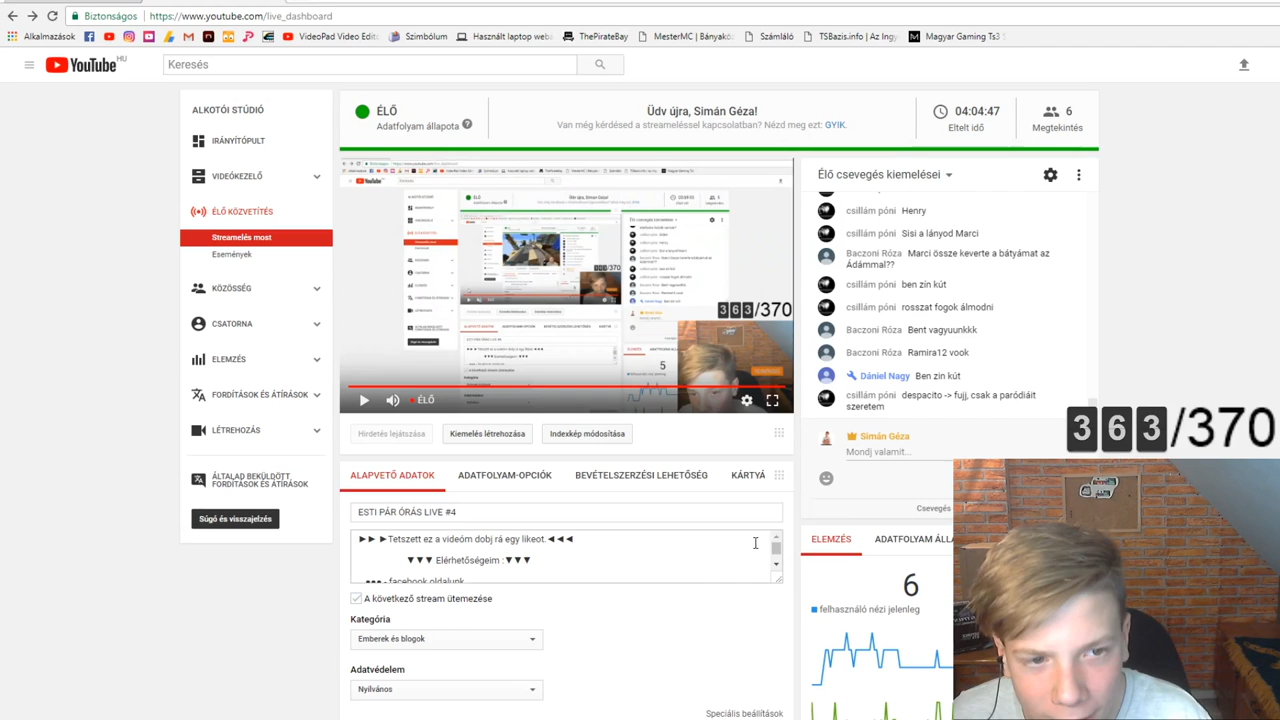 Biztonságos https://www.youtube.com/live_dashboard
Alkalmazások VideoPad Video Edito Szimbólum Használt laptop web ThePirateBay MesterMC | Bányaké Számláló TSBazis.info | Az Ingy Magyar Gaming Ts3 S
YouTube HU
Keresés
ALKOTÓI STÚDIÓ
IRÁNYÍTÓPULT
VIDEÓKEZELŐ
ÉLŐ KÖZVETÍTÉS
Streamelés most
Események
KÖZÖSSÉG
CSATORNA
ELEMZÉS
FORDÍTÁSOK ÉS ÁTÍRÁSOK
LÉTREHOZÁS
ÁLTALAD BEKÜLDÖTT
FORDÍTÁSOK ÉS ÁTÍRÁSOK
Súgó és visszajelzés
ÉLŐ
Adatfolyam állapota
Üdv újra, Simán Géza!
Van még kérdésed a streameléssel kapcsolatban? Nézd meg ezt: GYIK.
04:04:47
Eltelt idő
6
Megtekintés
363/370
5
ÉLŐ
Hirdetés lejátszása
Kiemelés létrehozása
Indexkép módosítása
ALAPVETŐ ADATOK
ADATFOLYAM-OPCIÓK
BEVÉTELSZERZÉSI LEHETŐSÉG
KÁRTYÁ
ESTI PÁR ÓRÁS LIVE #4
►► ►Tetszett ez a videóm dobj rá egy likeot.◄◄◄
▼▼▼ Elérhetőségeim :▼▼▼
facebook oldalunk
A következő stream ütemezése
Kategória
Emberek és blogok
Adatvédelem
Nyilvános
Speciális beállítások
Élő csevegés kiemelései
csillám póni Henry
csillám póni Sisi a lányod Marci
Baczoni Róza Marci össze keverte a bátyámat az
Ádámmal??
csillám póni ben zin kút
csillám póni rosszat fogok álmodni
Baczoni Róza Bent vagyuunkkk
Baczoni Róza Ramira12 vook
Dániel Nagy Ben zin kút
csillám póni despacito -> fujj, csak a paródiáit
szeretem
Simán Géza
Mondj valamit...
Csevegés
363/370
ELEMZÉS
ADATFOLYAM ÁLLA
6
felhasználó nézi jelenleg